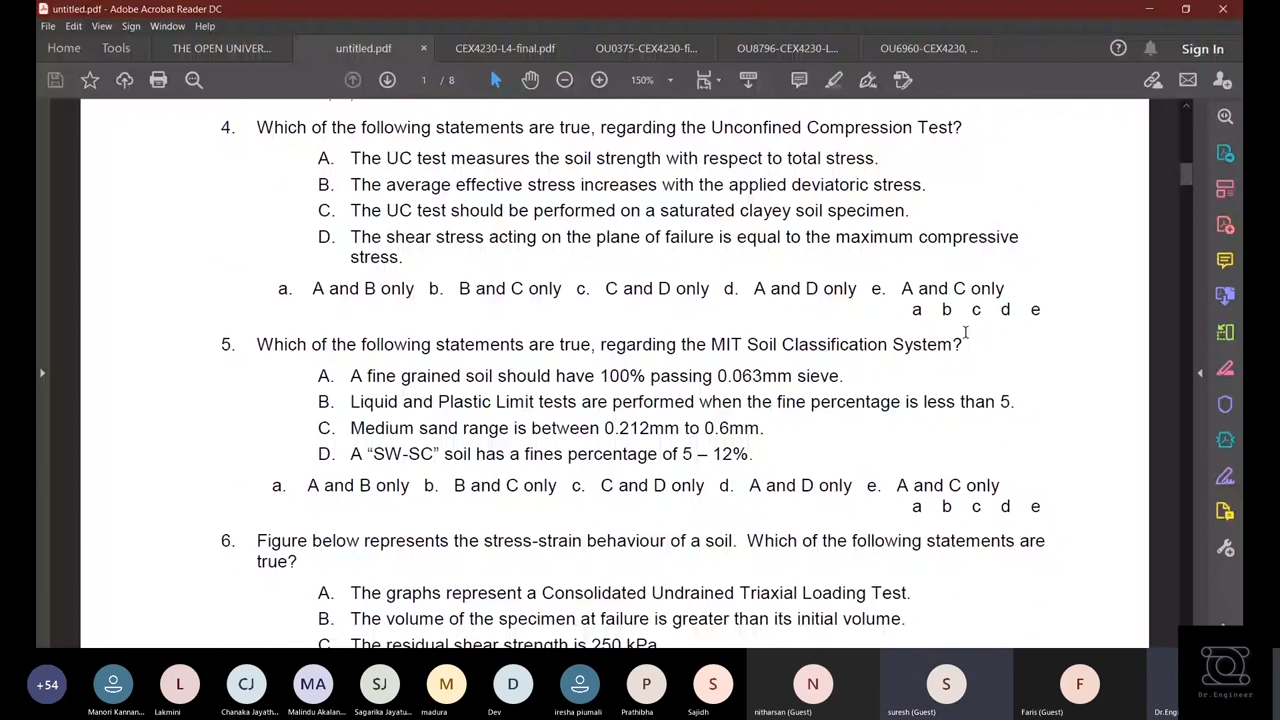 untitled.pdf - Adobe Acrobat Reader DC
File Edit View Sign Window Help
Home Tools THE OPEN UNIVER... untitled.pdf × CEX4230-L4-final.pdf OU0375-CEX4230-fi... OU8796-CEX4230-L... OU6960-CEX4230, ... Sign In
1 / 8 150%
4. Which of the following statements are true, regarding the Unconfined Compression Test?
A. The UC test measures the soil strength with respect to total stress.
B. The average effective stress increases with the applied deviatoric stress.
C. The UC test should be performed on a saturated clayey soil specimen.
D. The shear stress acting on the plane of failure is equal to the maximum compressive
stress.
a. A and B only b. B and C only c. C and D only d. A and D only e. A and C only
a b c d e
5. Which of the following statements are true, regarding the MIT Soil Classification System?
A. A fine grained soil should have 100% passing 0.063mm sieve.
B. Liquid and Plastic Limit tests are performed when the fine percentage is less than 5.
C. Medium sand range is between 0.212mm to 0.6mm.
D. A “SW-SC” soil has a fines percentage of 5 – 12%.
a. A and B only b. B and C only c. C and D only d. A and D only e. A and C only
a b c d e
6. Figure below represents the stress-strain behaviour of a soil. Which of the following statements are
true?
A. The graphs represent a Consolidated Undrained Triaxial Loading Test.
B. The volume of the specimen at failure is greater than its initial volume.
C. The residual shear strength is 250 kPa
+54 L CJ MA SJ M D P S N S F
Manori Kannan... Lakmini Chanaka Jayath... Malindu Akalan... Sagarika Jayatu... madura Dev iresha piumali Prathibha Sajidh nitharsan (Guest) suresh (Guest) Faris (Guest) Dr.Eng
Dr.Engineer